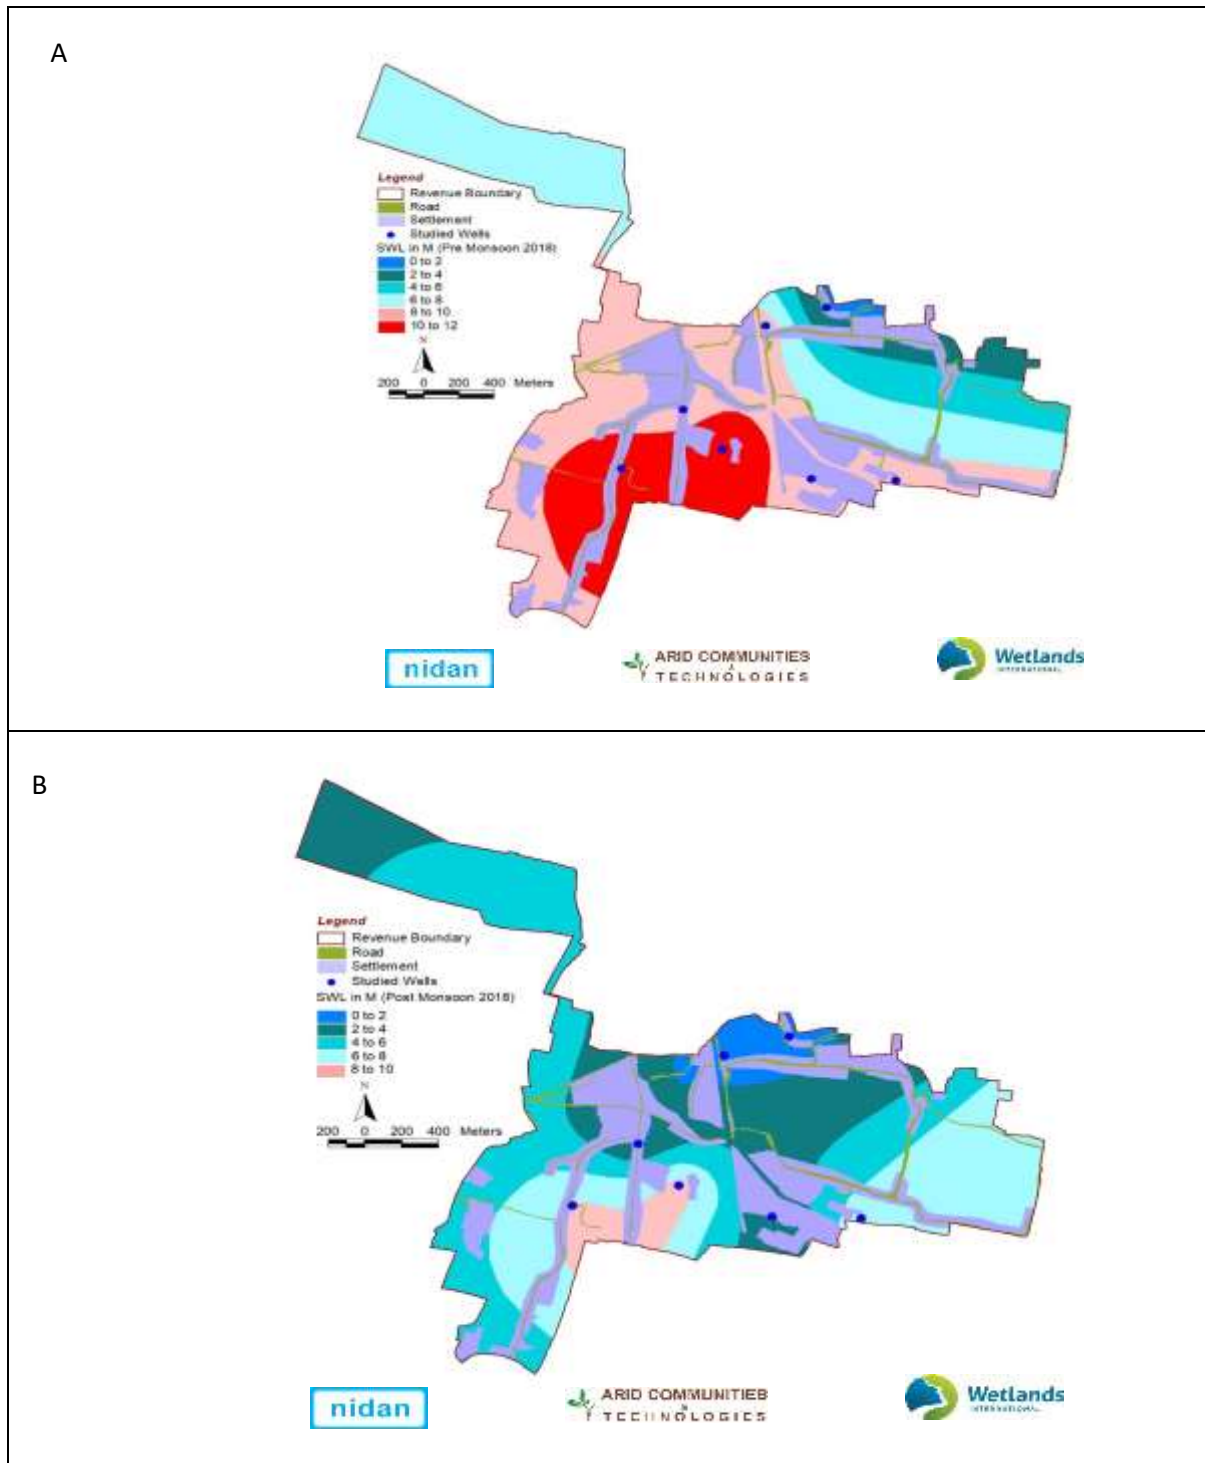 A
Legend
Revenue Boundary
Road
Settlement
Studied Wells
SWL in M (Pre Monsoon 2018)
0 to 2
2 to 4
4 to 6
6 to 8
8 to 10
10 to 12
N
200 0 200 400 Meters
nidan
ARID COMMUNITIES
&
TECHNOLOGIES
Wetlands
INTERNATIONAL
B
Legend
Revenue Boundary
Road
Settlement
Studied Wells
SWL in M (Post Monsoon 2018)
0 to 2
2 to 4
4 to 6
6 to 8
8 to 10
N
200 0 200 400 Meters
nidan
ARID COMMUNITIES
&
TECHNOLOGIES
Wetlands
INTERNATIONAL